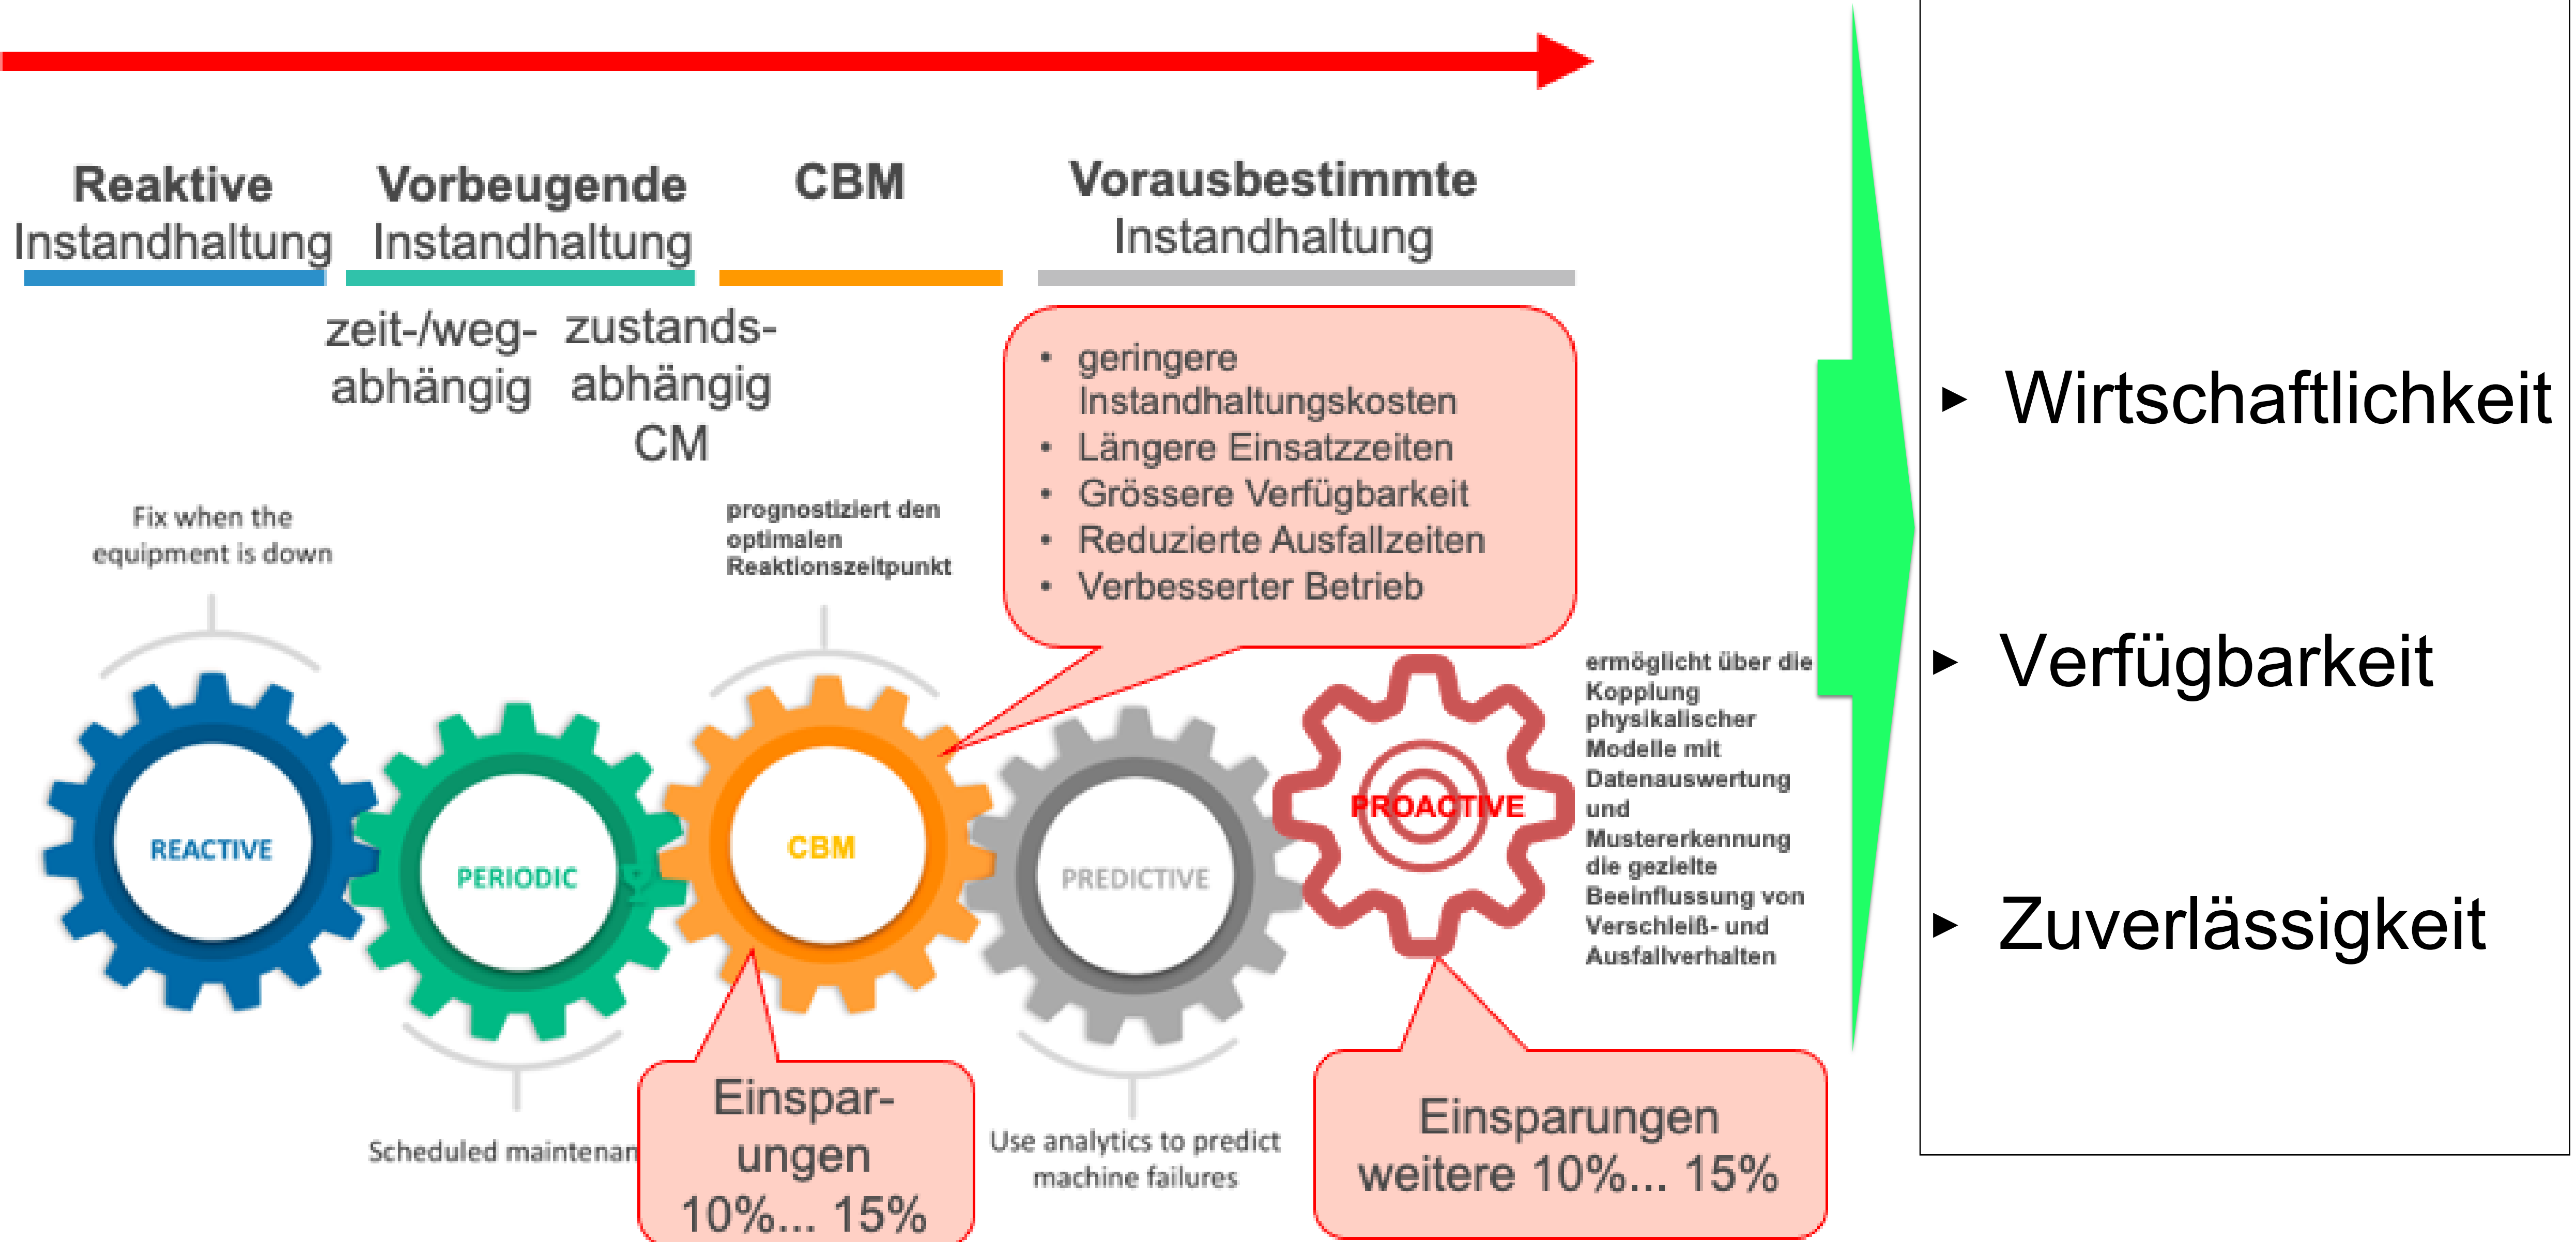 Reaktive
Instandhaltung
Vorbeugende
Instandhaltung
CBM
Vorausbestimmte
Instandhaltung
zeit-/weg-
abhängig
zustands-
abhängig
CM
• geringere
Instandhaltungskosten
• Längere Einsatzzeiten
• Grössere Verfügbarkeit
• Reduzierte Ausfallzeiten
• Verbesserter Betrieb
Fix when the
equipment is down
prognostiziert den
optimalen
Reaktionszeitpunkt
REACTIVE
PERIODIC
CBM
PREDICTIVE
PROACTIVE
ermöglicht über die
Kopplung
physikalischer
Modelle mit
Datenauswertung
und
Mustererkennung
die gezielte
Beeinflussung von
Verschleiß- und
Ausfallverhalten
Scheduled maintenan
Einspar-
ungen
10%... 15%
Use analytics to predict
machine failures
Einsparungen
weitere 10%... 15%
► Wirtschaftlichkeit
► Verfügbarkeit
► Zuverlässigkeit